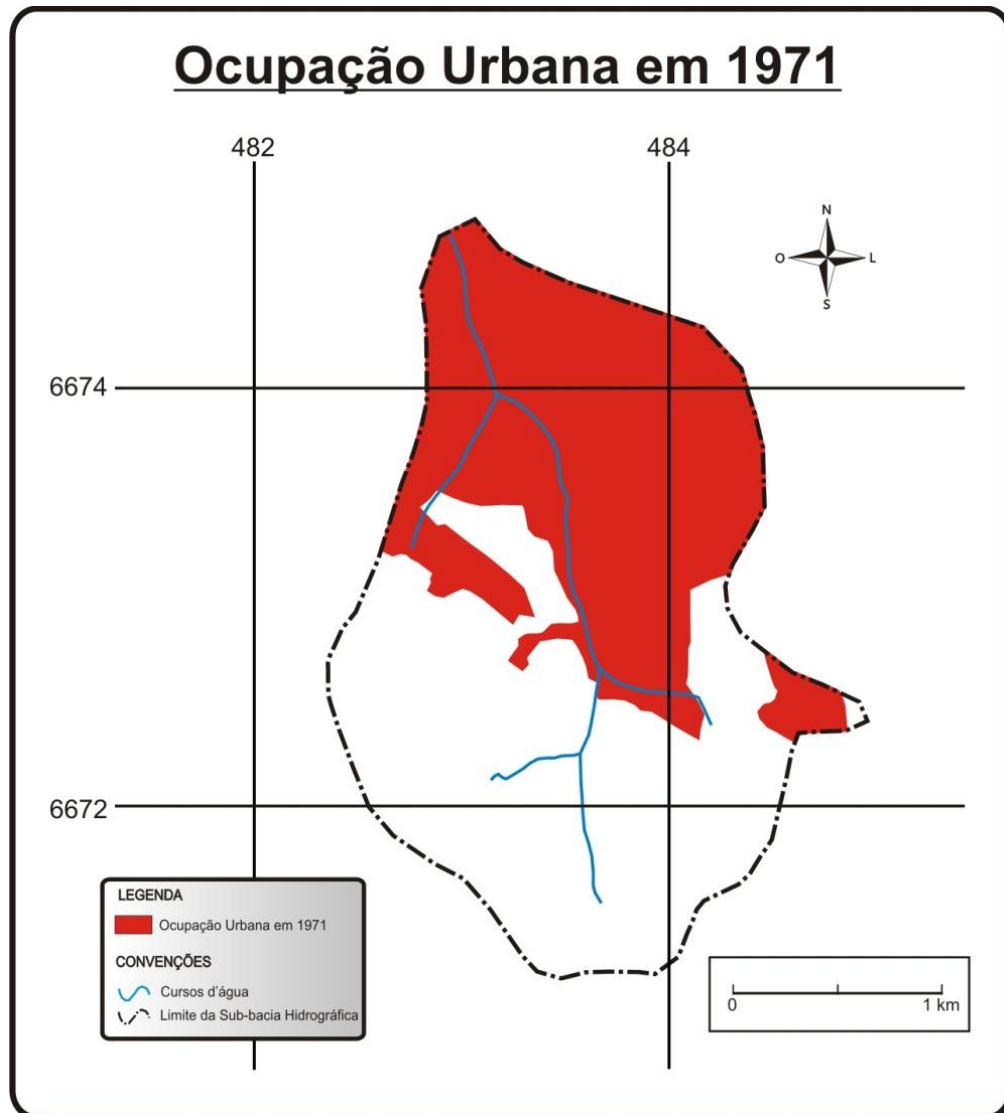 Ocupação Urbana em 1971
482 484
N
O L
S
6674
6672
LEGENDA
Ocupação Urbana em 1971
CONVENÇÕES
Cursos d'água
Limite da Sub-bacia Hidrográfica
0 1 km